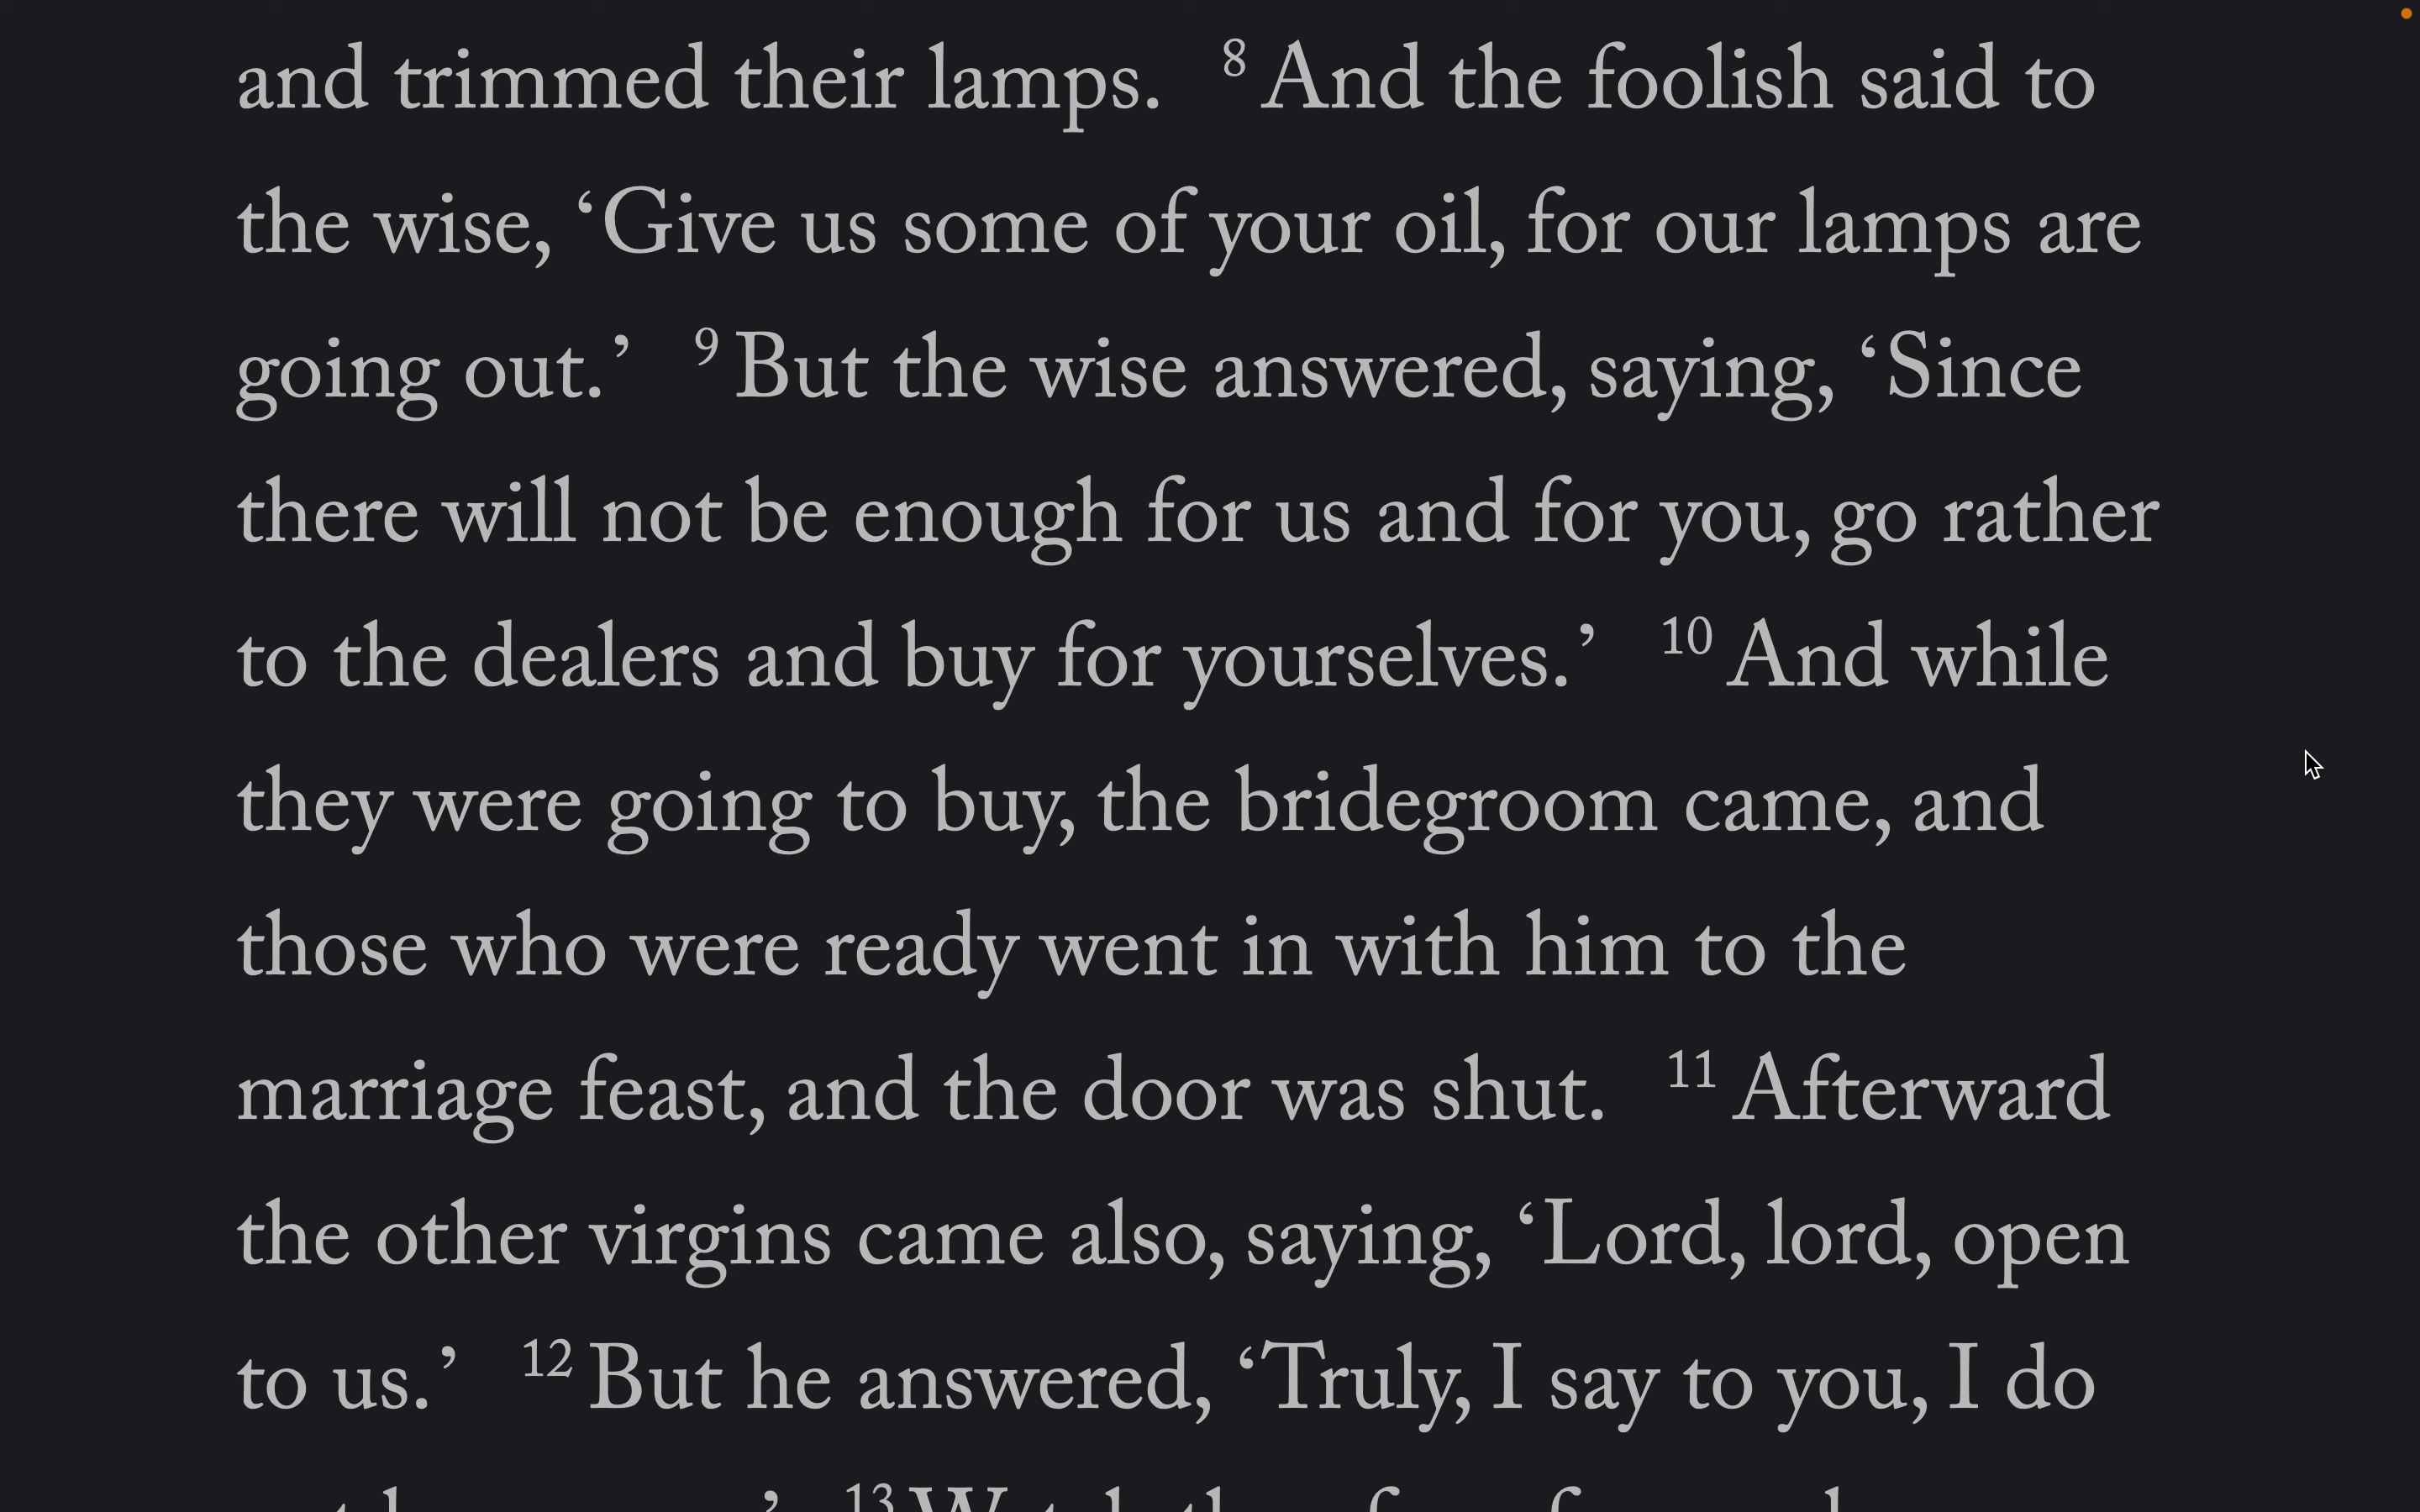 and trimmed their lamps. 8 And the foolish said to
the wise, ‘Give us some of your oil, for our lamps are
going out.’ 9 But the wise answered, saying, ‘Since
there will not be enough for us and for you, go rather
to the dealers and buy for yourselves.’ 10 And while
they were going to buy, the bridegroom came, and
those who were ready went in with him to the
marriage feast, and the door was shut. 11 Afterward
the other virgins came also, saying, ‘Lord, lord, open
to us.’ 12 But he answered, ‘Truly, I say to you, I do
13